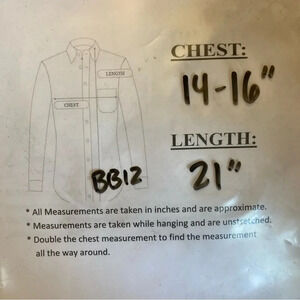 CHEST:
14-16"
LENGTH:
21"
LENGTH
CHEST
BB12
* All Measurements are taken in inches and are approximate.
* Measurements are taken while hanging and are unstretched.
* Double the chest measurement to find the measurement
all the way around.